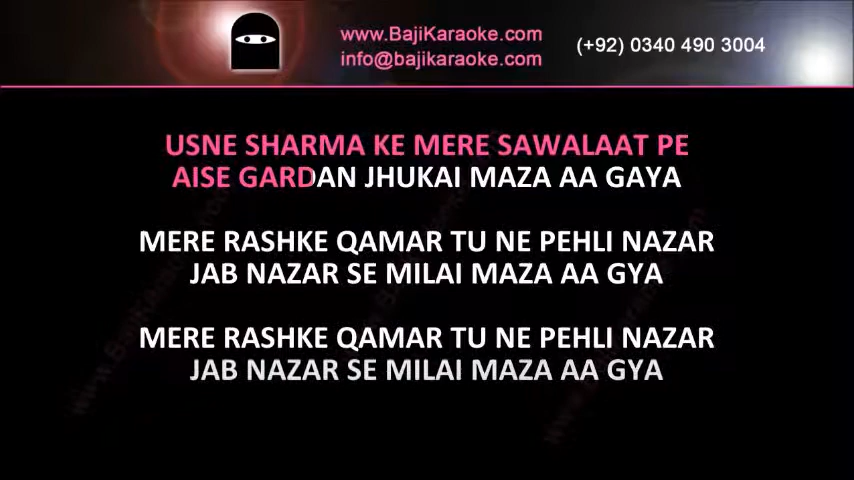 www.BajiKaraoke.com
info@bajikaraoke.com
(+92) 0340 490 3004
USNE SHARMA KE MERE SAWALAAT PE
AISE GARDAN JHUKAI MAZA AA GAYA
MERE RASHKE QAMAR TU NE PEHLI NAZAR
JAB NAZAR SE MILAI MAZA AA GYA
MERE RASHKE QAMAR TU NE PEHLI NAZAR
JAB NAZAR SE MILAI MAZA AA GYA